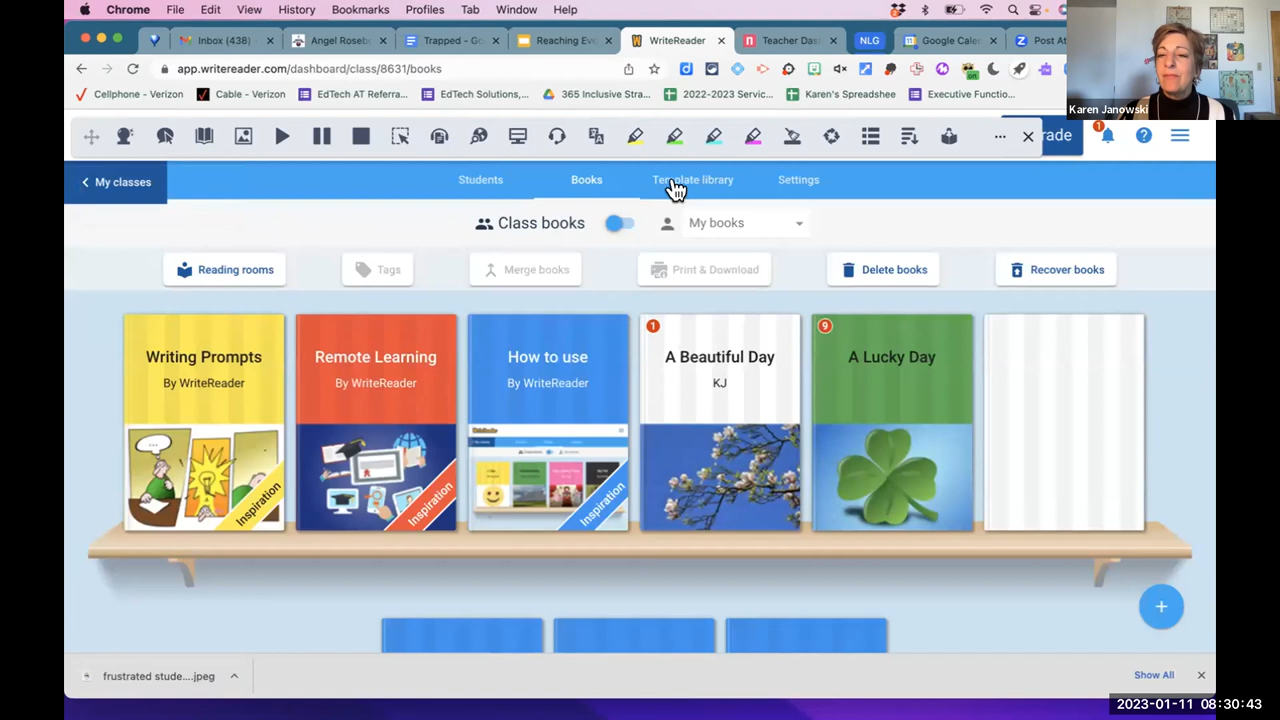 Chrome File Edit View History Bookmarks Profiles Tab Window Help
Inbox (438) Angel Roseb Trapped - Reaching Eve WriteReader Teacher Das NLG Google Cale Post At
app.writereader.com/dashboard/class/8631/books
Cellphone - Verizon Cable - Verizon EdTech AT Referra... EdTech Solutions,... 365 Inclusive Stra... 2022-2023 Servic... Karen's Spreadshee Executive Functio...
Karen Janowski
rade
1
My classes
Students Books Template library Settings
Class books My books
Reading rooms Tags Merge books Print & Download Delete books Recover books
1 9
Writing Prompts Remote Learning How to use A Beautiful Day A Lucky Day
By WriteReader By WriteReader By WriteReader KJ
Inspiration Inspiration Inspiration
+
frustrated stude....jpeg Show All
2023-01-11 08:30:43